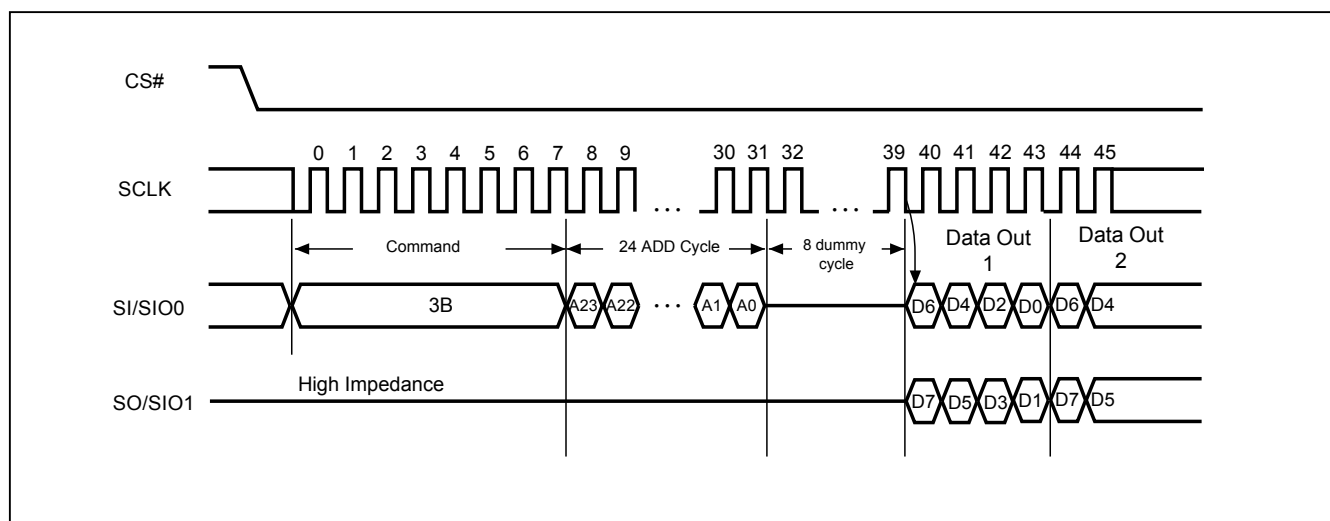 CS#
0 1 2 3 4 5 6 7 8 9 30 31 32 39 40 41 42 43 44 45
SCLK
... ...
Command 24 ADD Cycle 8 dummy cycle Data Out 1 Data Out 2
SI/SIO0 3B A23 A22 ... A1 A0 D6 D4 D2 D0 D6 D4
High Impedance
SO/SIO1 D7 D5 D3 D1 D7 D5